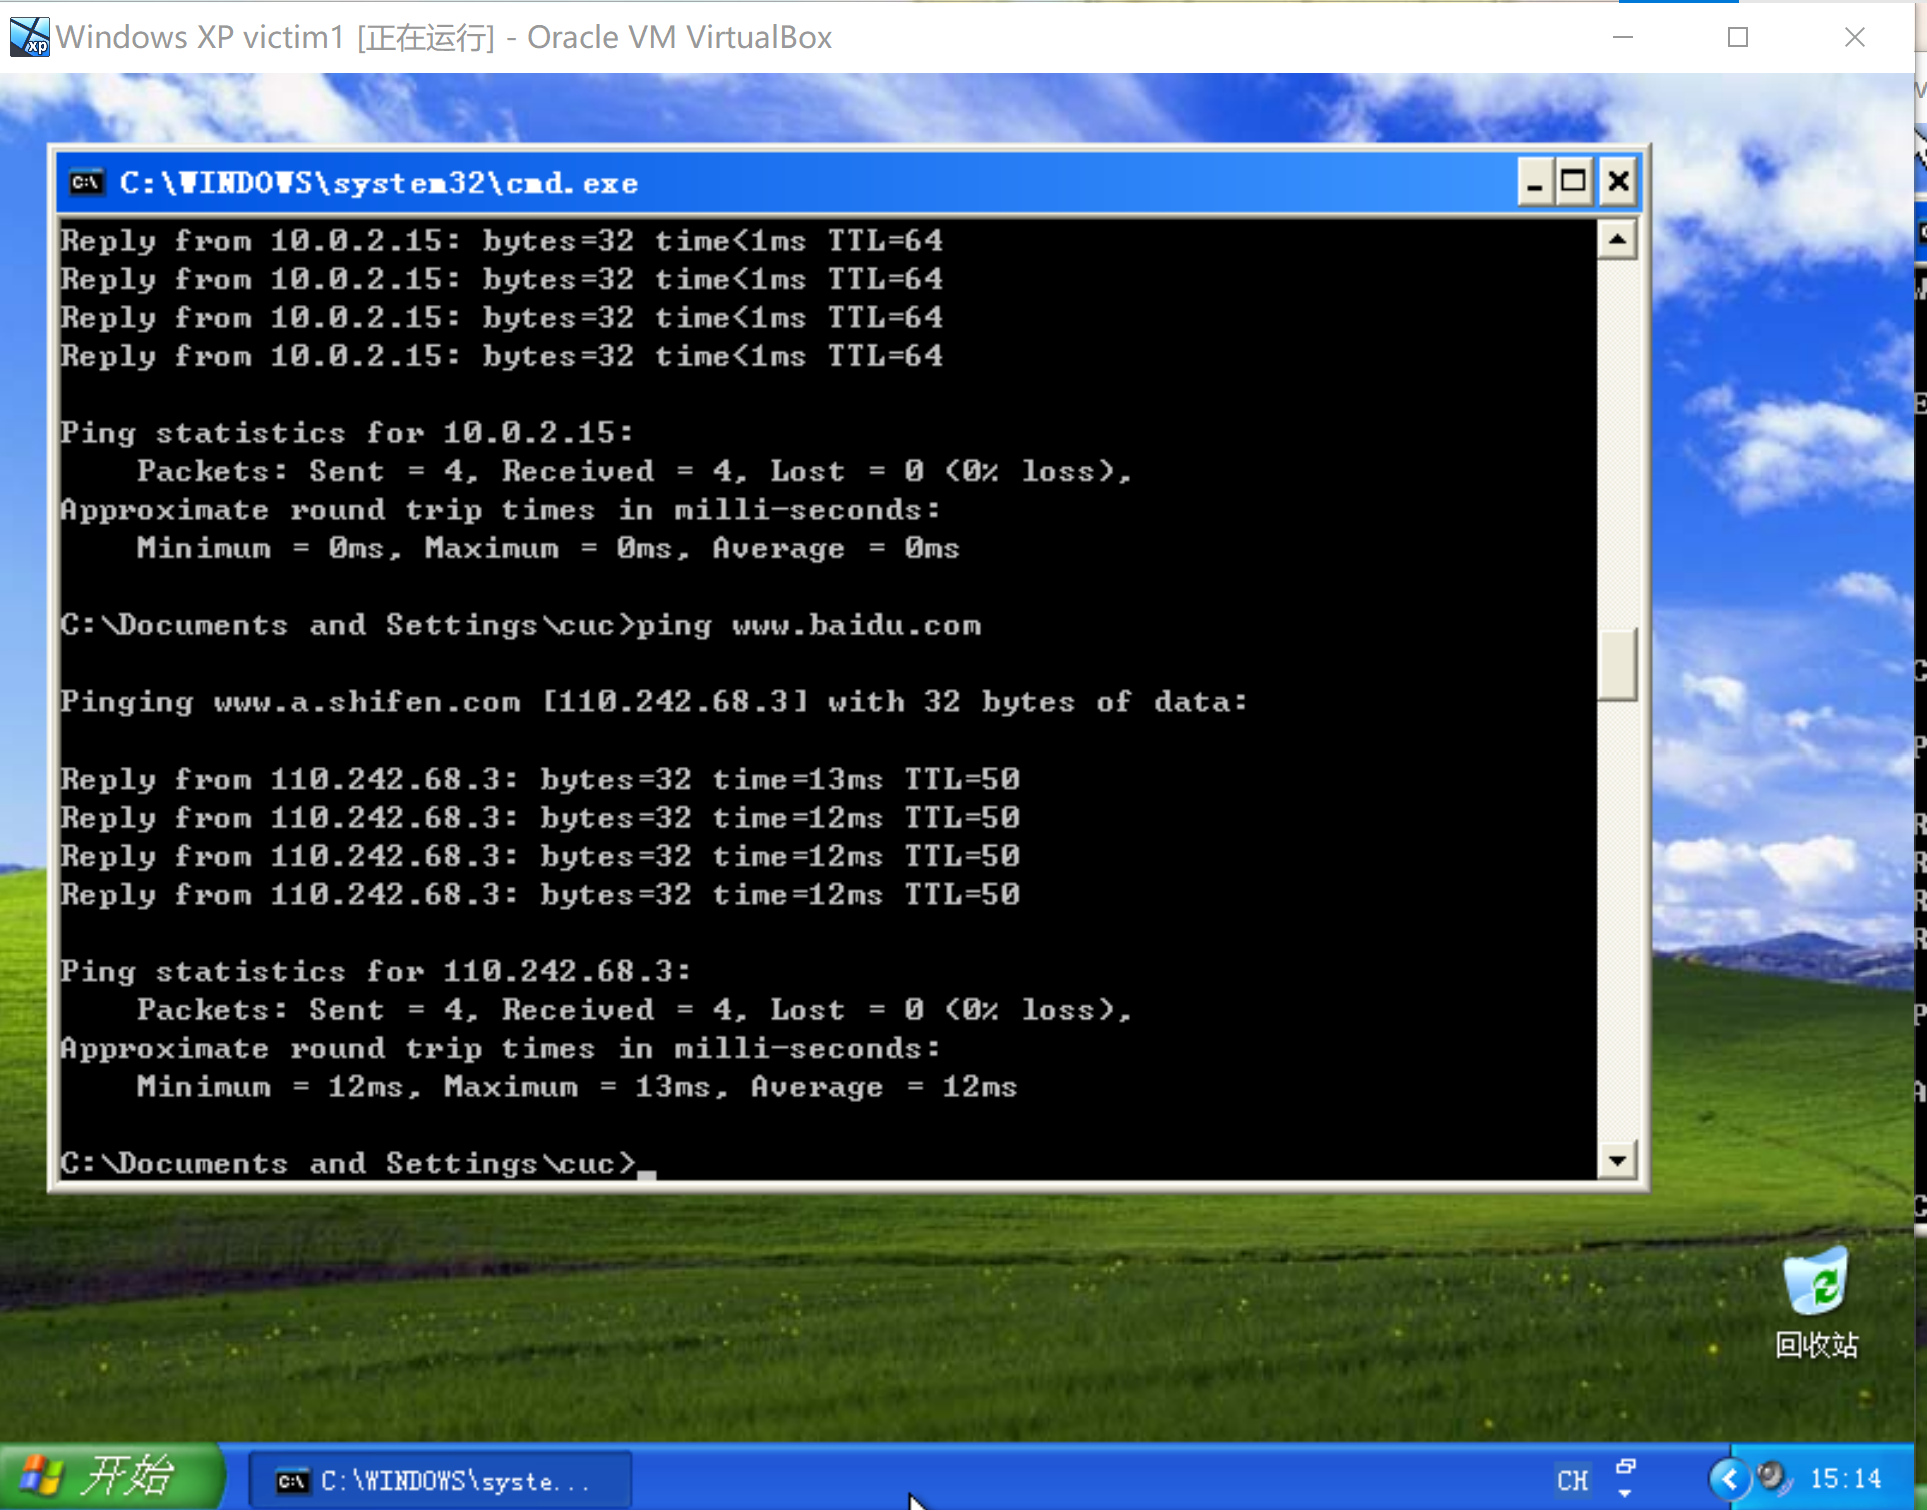 Windows XP victim1 [正在运行] - Oracle VM VirtualBox
C:\WINDOWS\system32\cmd.exe
Reply from 10.0.2.15: bytes=32 time<1ms TTL=64
Reply from 10.0.2.15: bytes=32 time<1ms TTL=64
Reply from 10.0.2.15: bytes=32 time<1ms TTL=64
Reply from 10.0.2.15: bytes=32 time<1ms TTL=64
Ping statistics for 10.0.2.15:
Packets: Sent = 4, Received = 4, Lost = 0 (0% loss),
Approximate round trip times in milli-seconds:
Minimum = 0ms, Maximum = 0ms, Average = 0ms
C:\Documents and Settings\cuc>ping www.baidu.com
Pinging www.a.shifen.com [110.242.68.3] with 32 bytes of data:
Reply from 110.242.68.3: bytes=32 time=13ms TTL=50
Reply from 110.242.68.3: bytes=32 time=12ms TTL=50
Reply from 110.242.68.3: bytes=32 time=12ms TTL=50
Reply from 110.242.68.3: bytes=32 time=12ms TTL=50
Ping statistics for 110.242.68.3:
Packets: Sent = 4, Received = 4, Lost = 0 (0% loss),
Approximate round trip times in milli-seconds:
Minimum = 12ms, Maximum = 13ms, Average = 12ms
C:\Documents and Settings\cuc>_
回收站
开始
C:\WINDOWS\syste...
CH
15:14